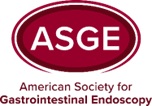 ASGE
American Society for
Gastrointestinal Endoscopy